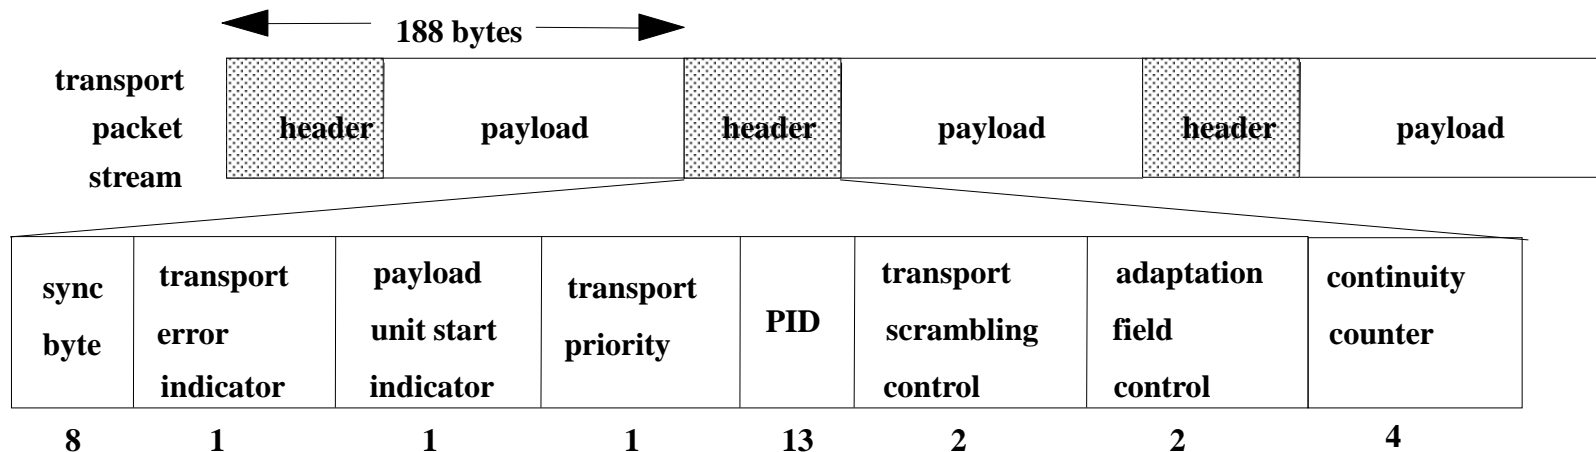 188 bytes
transport
packet
stream
header
payload
header
payload
header
payload
sync
byte
transport
error
indicator
payload
unit start
indicator
transport
priority
PID
transport
scrambling
control
adaptation
field
control
continuity
counter
8
1
1
1
13
2
2
4